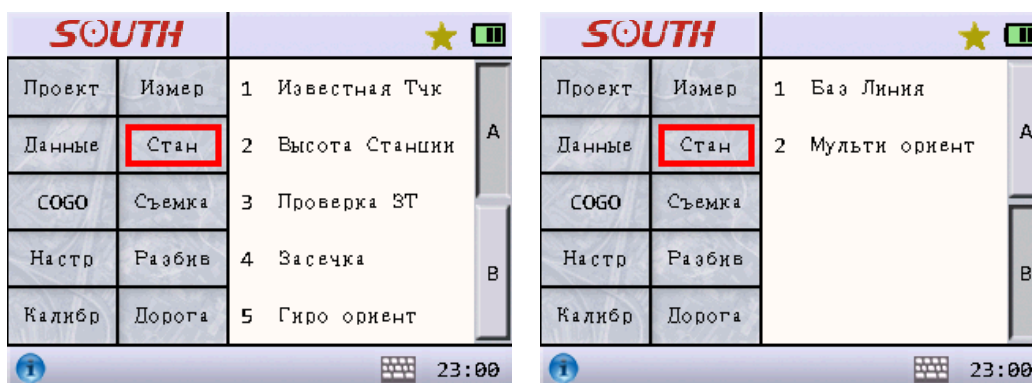 SOUTH
Проект Измер 1 Известная Тчк
Данные Стан 2 Высота Станции A
COGO Съемка 3 Проверка ЗТ
Настр Разбив 4 Засечка B
Калибр Дорога 5 Гиро ориент
23:00
SOUTH
Проект Измер 1 Баз Линия
Данные Стан 2 Мульти ориент A
COGO Съемка
Настр Разбив B
Калибр Дорога
23:00